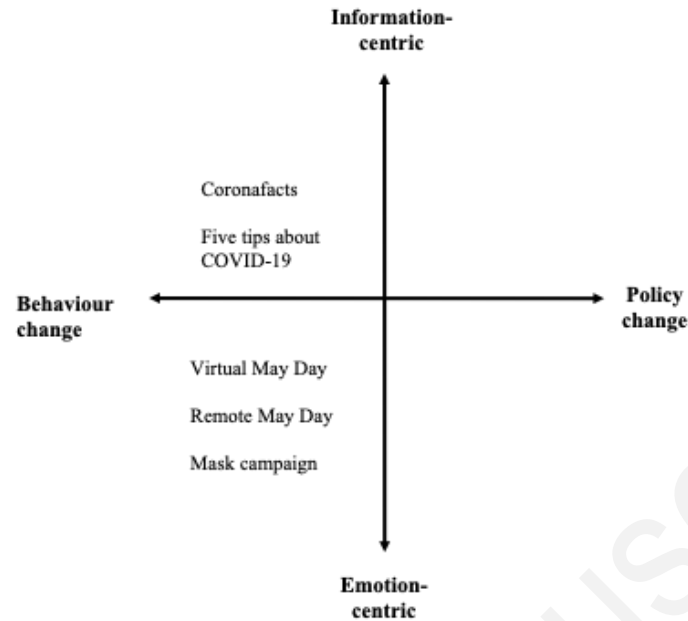 Information-
centric
Coronafacts
Five tips about
COVID-19
Behaviour
change
Policy
change
Virtual May Day
Remote May Day
Mask campaign
Emotion-
centric